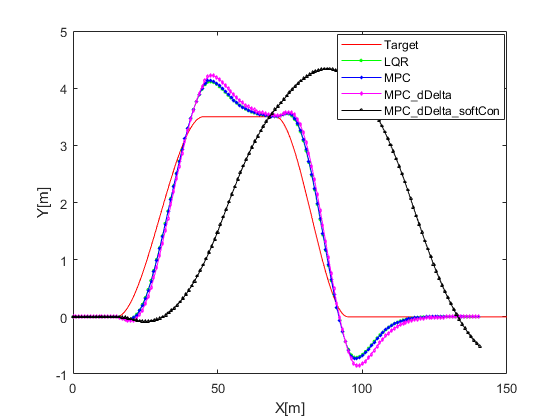 5
4
3
2
1
0
-1
Y[m]
Target
LQR
MPC
MPC_dDelta
MPC_dDelta_softCon
0
50
100
150
X[m]